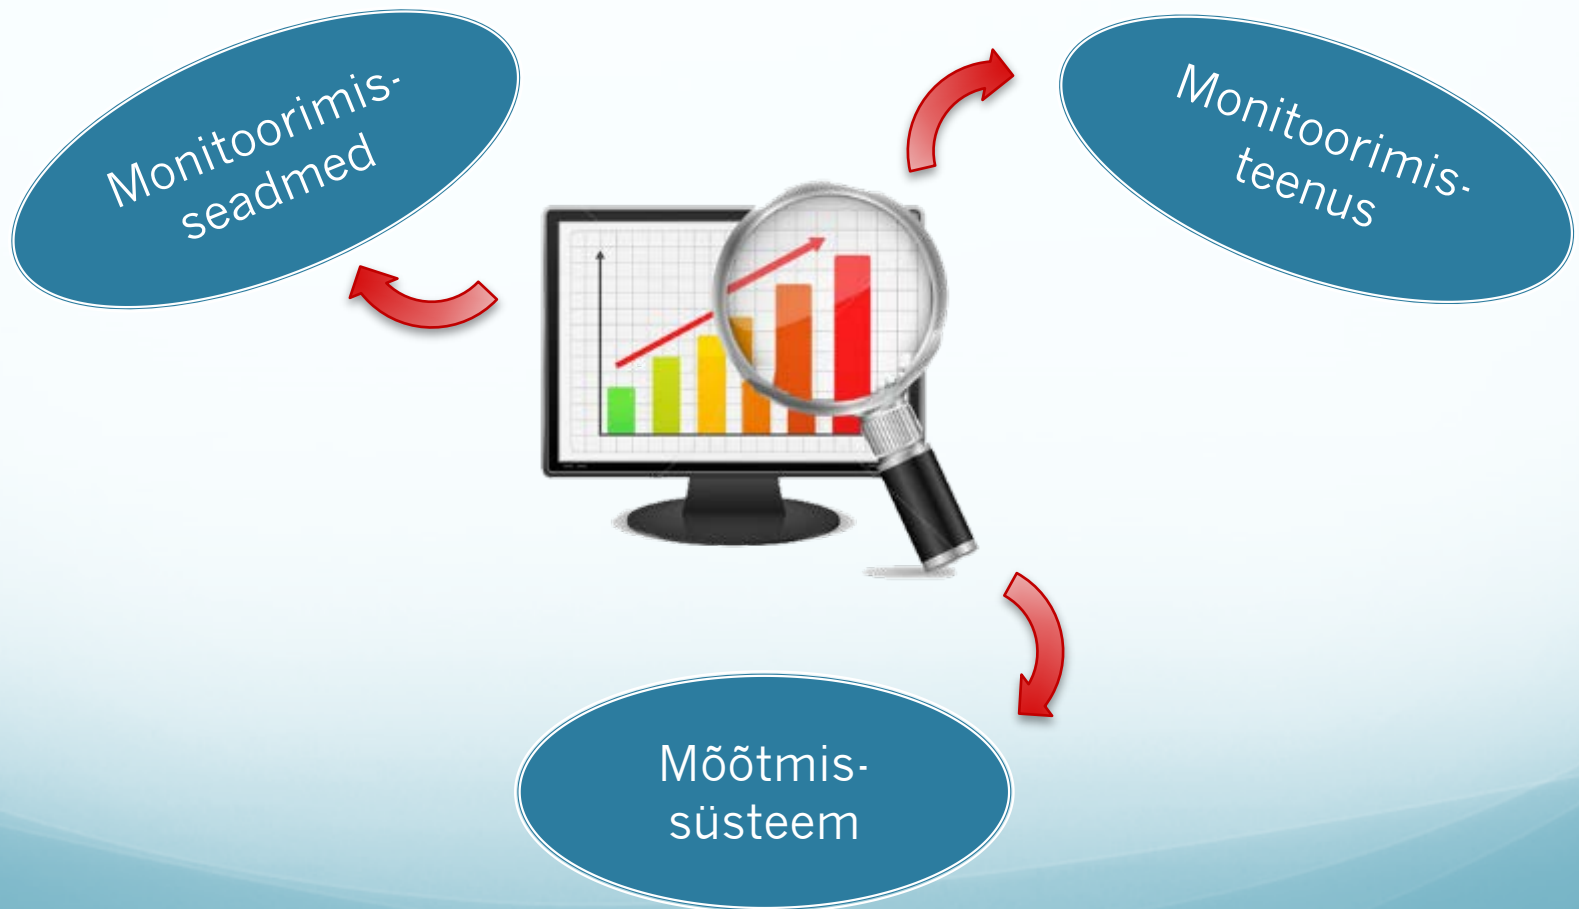 Monitoorimis-
seadmed
Monitoorimis-
teenus
Mõõtmis-
süsteem